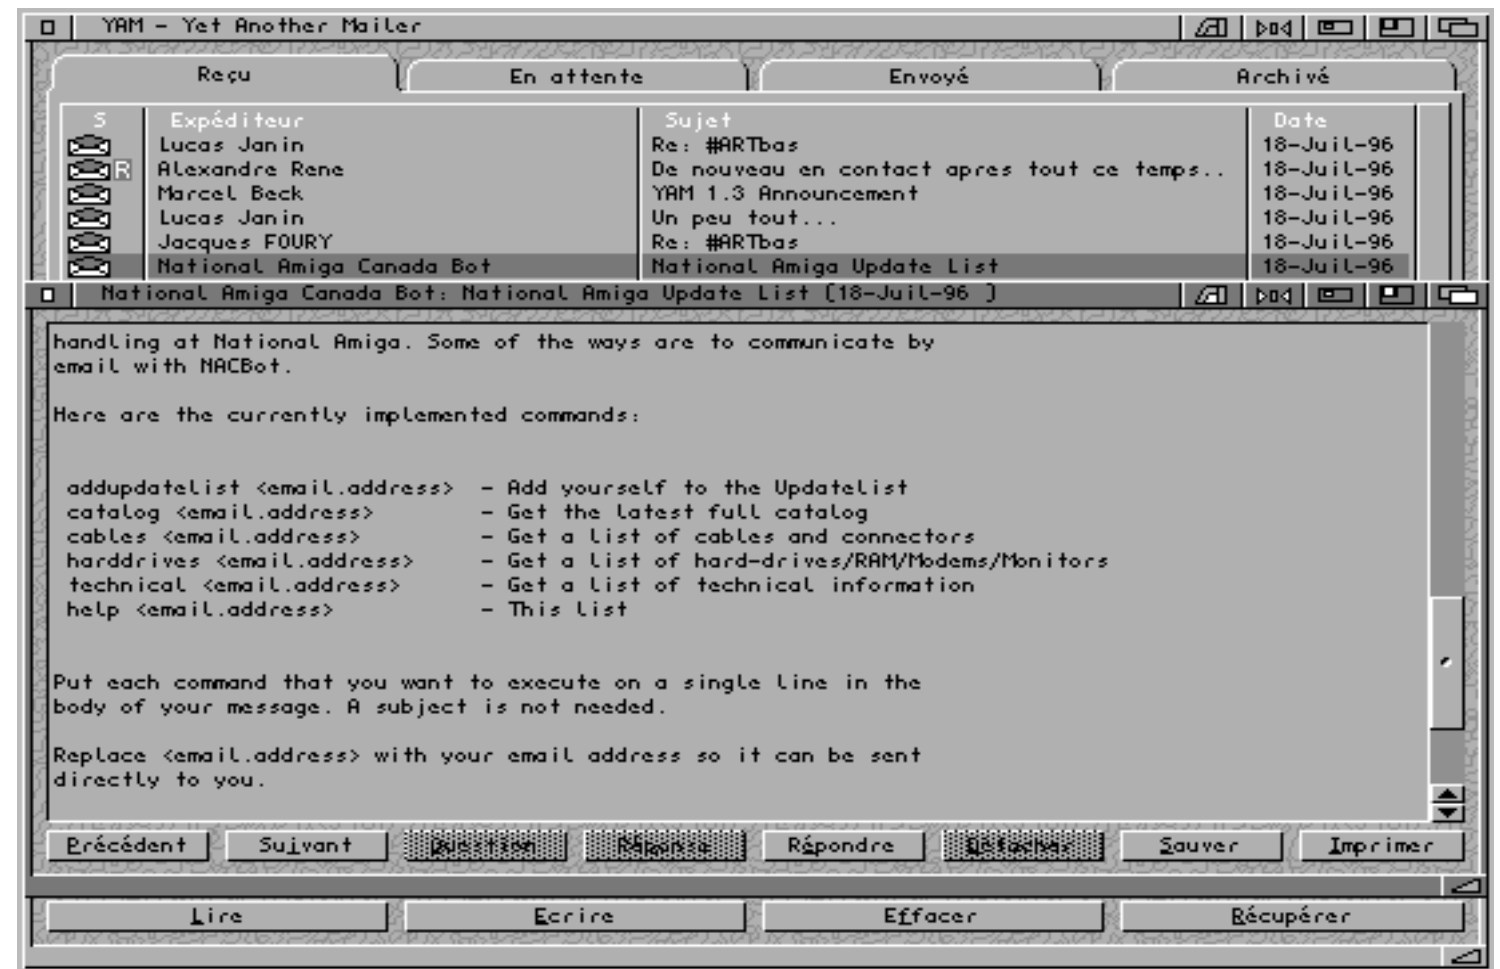 YAM - Yet Another Mailer
Reçu En attente Envoyé Archivé
S Expéditeur Sujet Date
Lucas Janin Re: #ARTbas 18-Juil-96
R Alexandre Rene De nouveau en contact apres tout ce temps.. 18-Juil-96
Marcel Beck YAM 1.3 Announcement 18-Juil-96
Lucas Janin Un peu tout... 18-Juil-96
Jacques FOURY Re: #ARTbas 18-Juil-96
National Amiga Canada Bot National Amiga Update List 18-Juil-96
National Amiga Canada Bot: National Amiga Update List (18-Juil-96 )
handling at National Amiga. Some of the ways are to communicate by
email with NACBot.
Here are the currently implemented commands:
addupdatelist <email.address> - Add yourself to the Updatelist
catalog <email.address> - Get the latest full catalog
cables <email.address> - Get a list of cables and connectors
harddrives <email.address> - Get a list of hard-drives/RAM/Modems/Monitors
technical <email.address> - Get a list of technical information
help <email.address> - This list
Put each command that you want to execute on a single line in the
body of your message. A subject is not needed.
Replace <email.address> with your email address so it can be sent
directly to you.
Précédent Suivant Question Réponse Répondre Détacher Sauver Imprimer
Lire Ecrire Effacer Récupérer